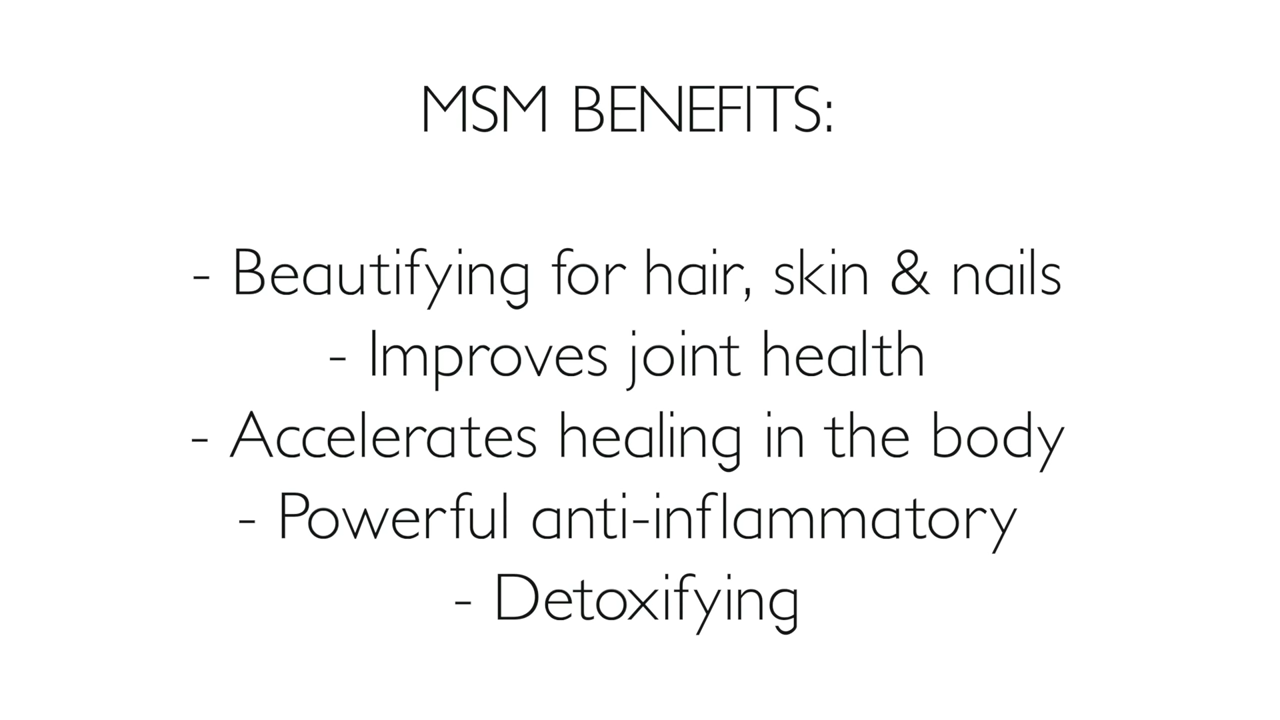 MSM BENEFITS:
- Beautifying for hair, skin & nails
- Improves joint health
- Accelerates healing in the body
- Powerful anti-inflammatory
- Detoxifying